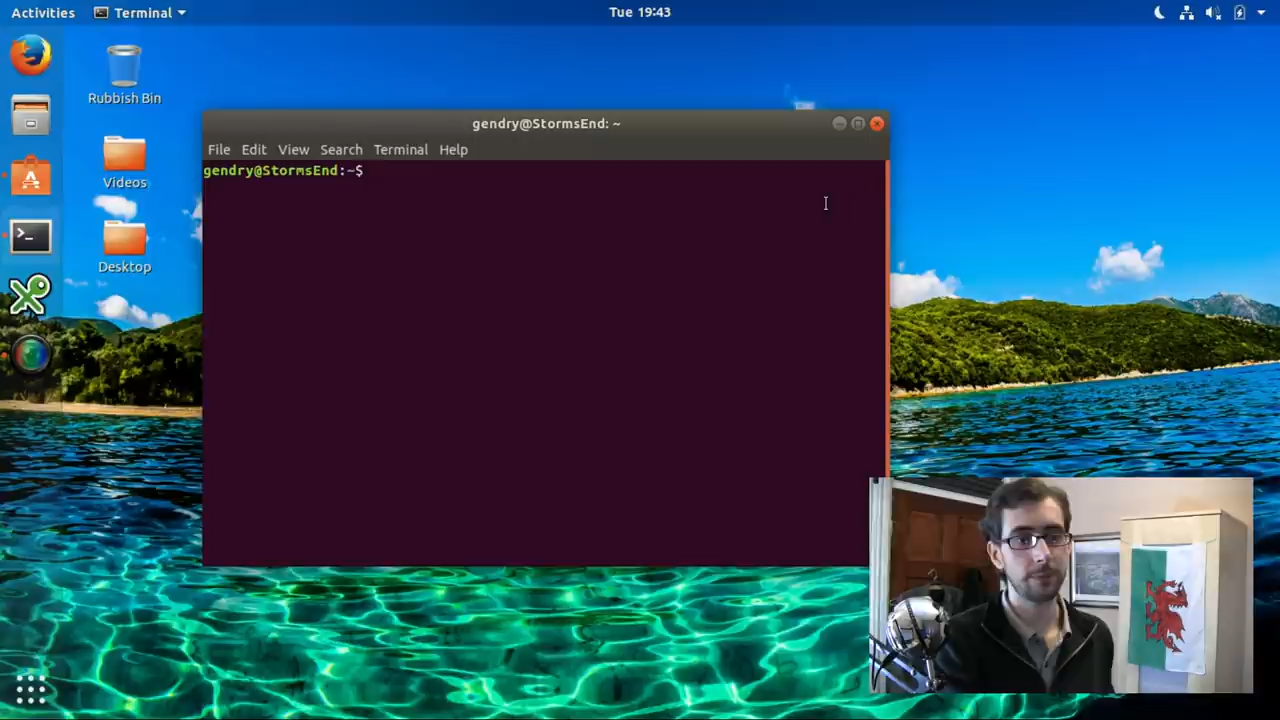 Activities
Terminal
Tue 19:43
Rubbish Bin
Videos
Desktop
gendry@StormsEnd: ~
File Edit View Search Terminal Help
gendry@StormsEnd:~$